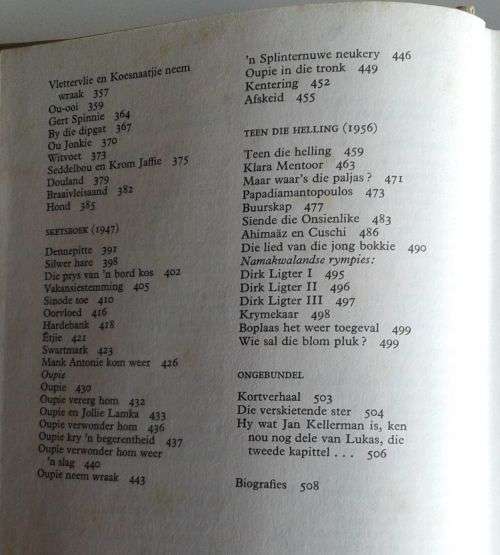 Vlettervlie en Koesnaatjie neem
wraak 357
Ou-ooi 359
Gert Spinnie 364
By die dipgat 367
Ou Jonkie 370
Witvoet 373
Seddelbou en Krom Jaffie 375
Douland 379
Braaivleisaand 382
Hond 385
SKETSBOEK (1947)
Dennepitte 391
Silwer hare 398
Die prys van 'n bord kos 402
Vakansiestemming 405
Sinode toe 410
Oorvloed 416
Hardebank 418
Êtjie 421
Swartmark 423
Mank Antonie kom weer 426
Oupie
Oupie 430
Oupie vererg hom 432
Oupie en Jollie Lamka 433
Oupie verwonder hom 436
Oupie kry 'n begerentheid 437
Oupie verwonder hom weer
'n slag 440
Oupie neem wraak 443
'n Splinternuwe neukery 446
Oupie in die tronk 449
Kentering 452
Afskeid 455
TEEN DIE HELLING (1956)
Teen die helling 459
Klara Mentoor 463
Maar waar's die paljas? 471
Papadiamantopoulos 473
Buurskap 477
Siende die Onsienlike 483
Ahimaäz en Cuschi 486
Die lied van die jong bokkie 490
Namakwalandse rympies:
Dirk Ligter I 495
Dirk Ligter II 496
Dirk Ligter III 497
Krymekaar 498
Boplaas het weer toegeval 499
Wie sal die blom pluk? 499
ONGEBUNDEL
Kortverhaal 503
Die verskietende ster 504
Hy wat Jan Kellerman is, ken
nou nog dele van Lukas, die
tweede kapittel . . . 506
Biografies 508